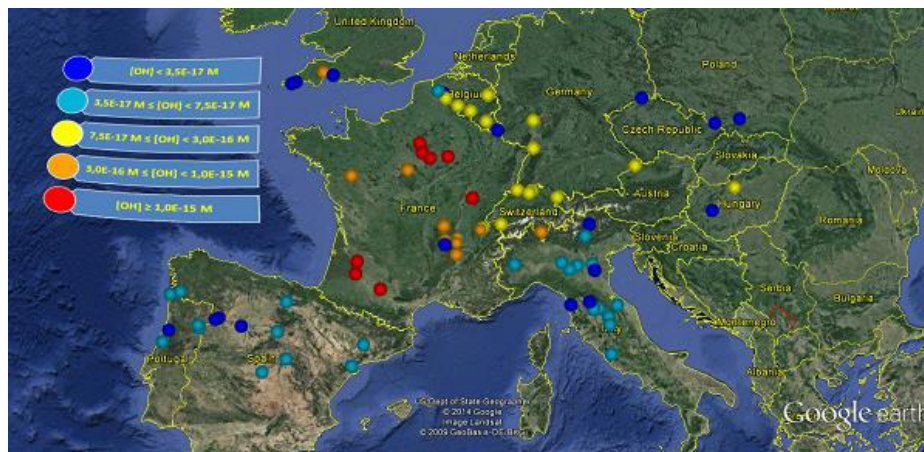 United Kingdom
Netherlands
Poland
[OH] < 3,5E-17 M
Belgium
Germany
3,5E-17 M ≤ [OH] < 7,5E-17 M
Ukrain
7,5E-17 M ≤ [OH] < 3,0E-16 M
Czech Republic
Slovakia
Moldova
3,0E-16 M ≤ [OH] < 1,0E-15 M
Austria
[OH] ≥ 1,0E-15 M
France
Switzerland
Hungary
Romania
Slovenia
Croatia
Serbia
Bulgaria
Montenegro
Italy
Portugal
Spain
Albania
US Dept of State Geographer
© 2014 Google
Image Landsat
© 2009 GeoBasis-DE/BKG
Google earth